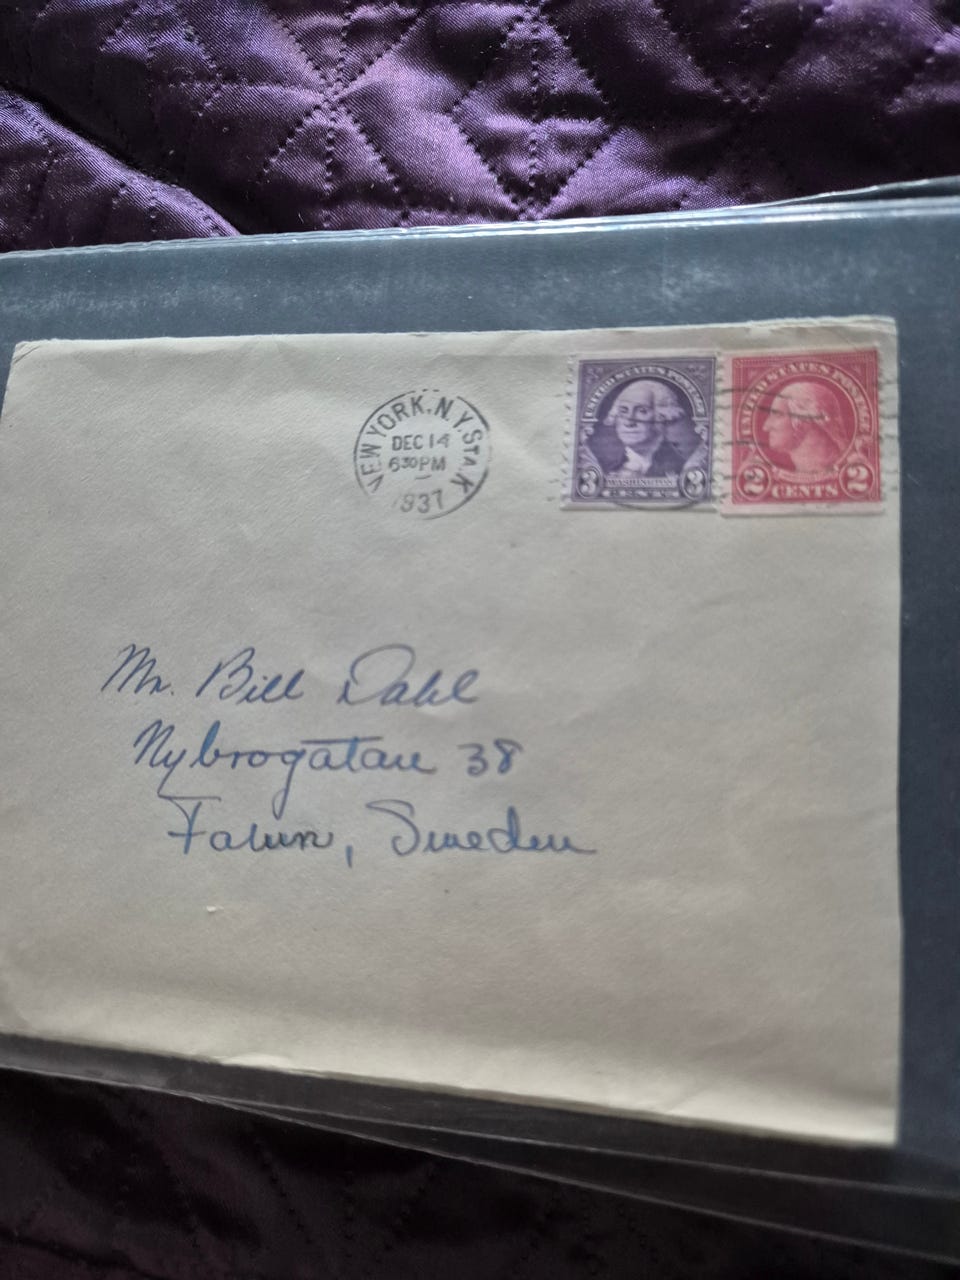 NEW YORK, N.Y. STA. K
DEC 14
6 30 PM
1937
UNITED STATES POSTAGE
3 WASHINGTON 3
CENTS
UNITED STATES POSTAGE
2 CENTS 2
Mr. Bill Dahl
Nybrogatan 38
Falun, Sweden